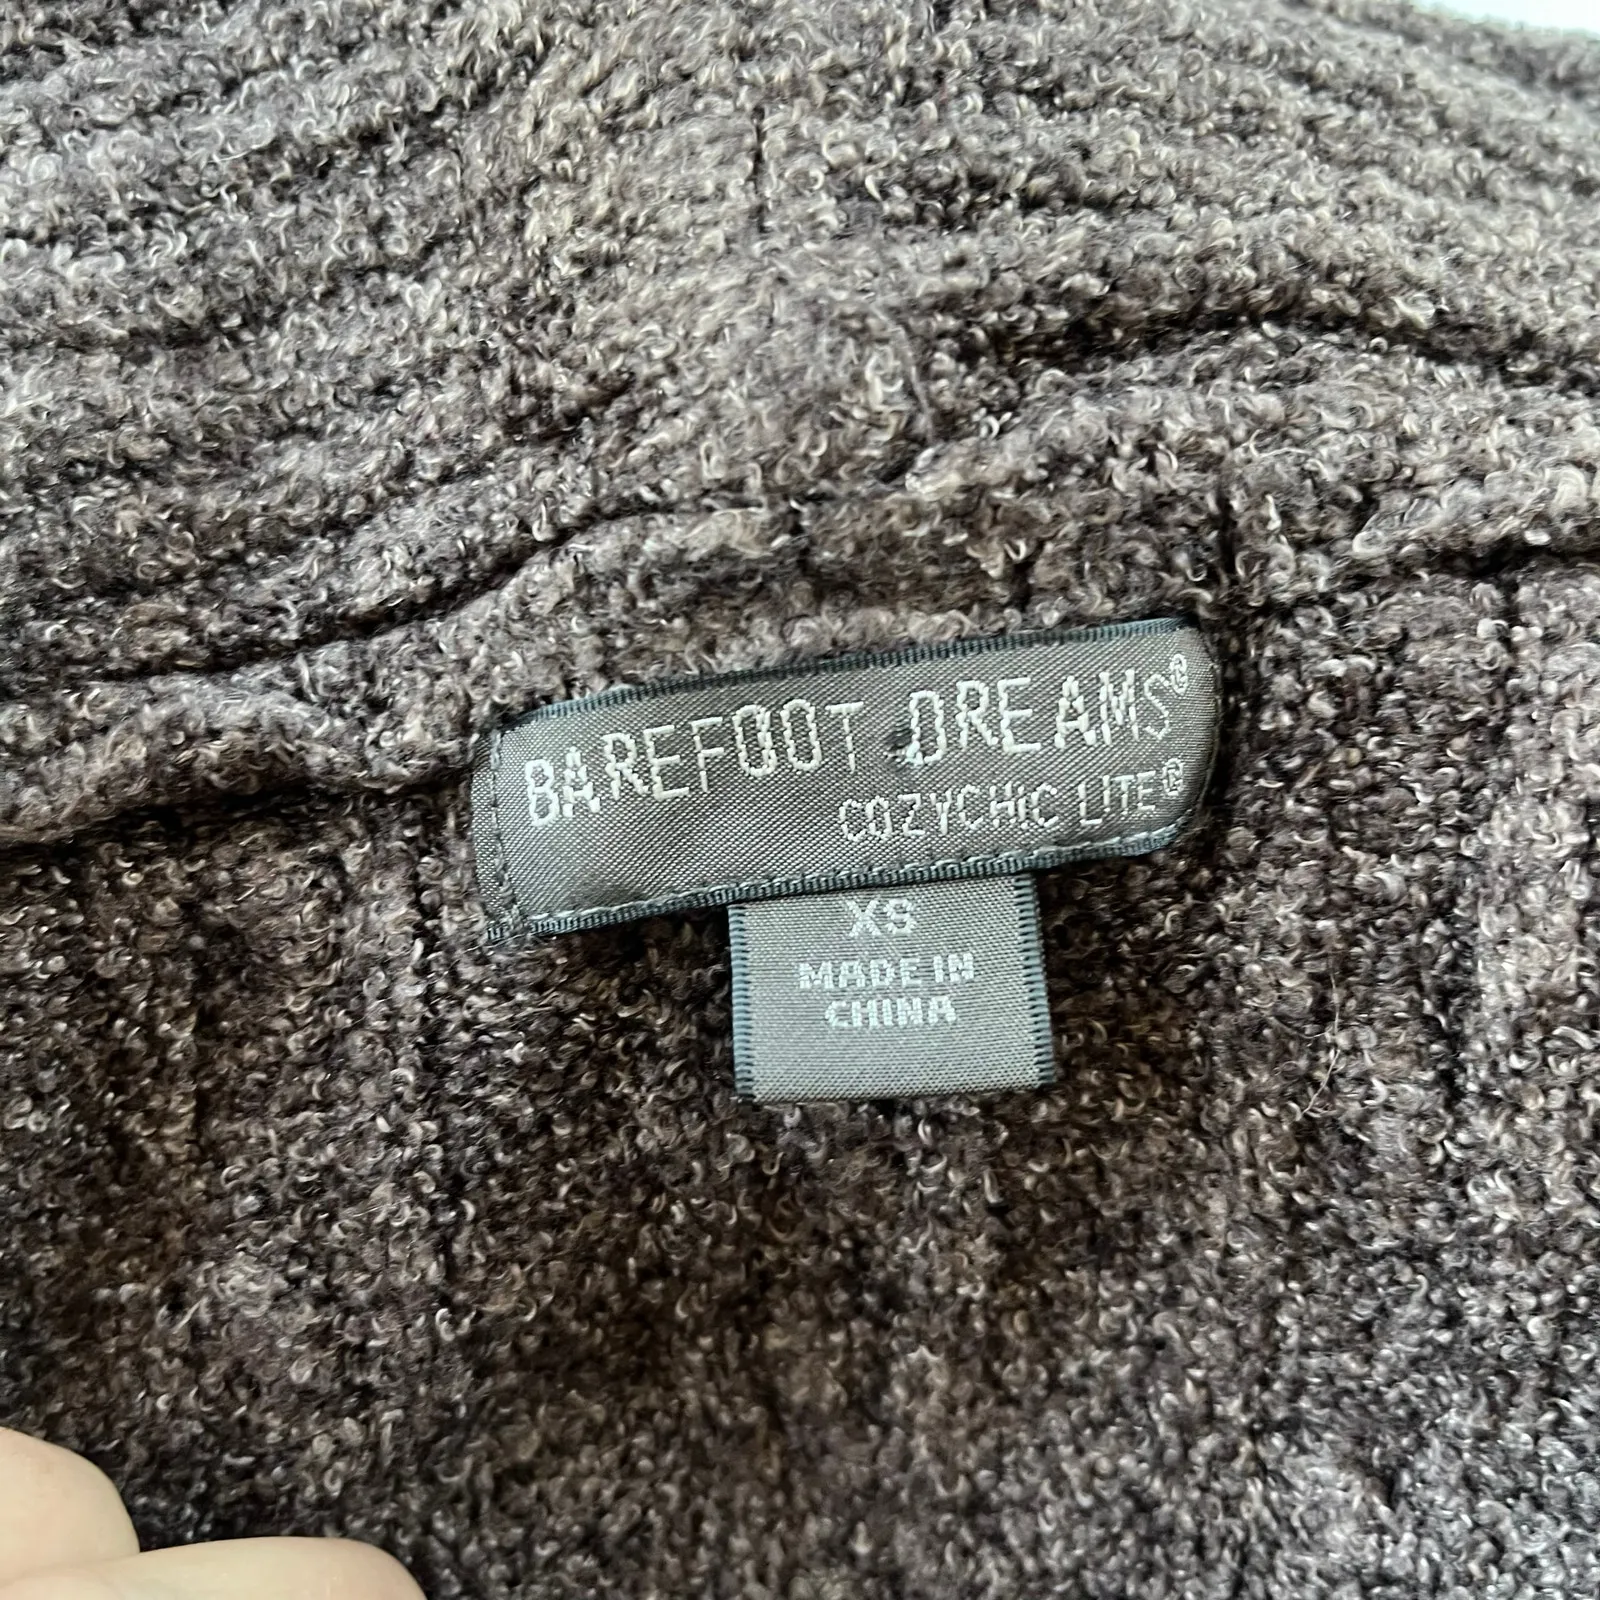 BAREFOOT DREAMS®
COZYCHIC LITE®
XS
MADE IN
CHINA